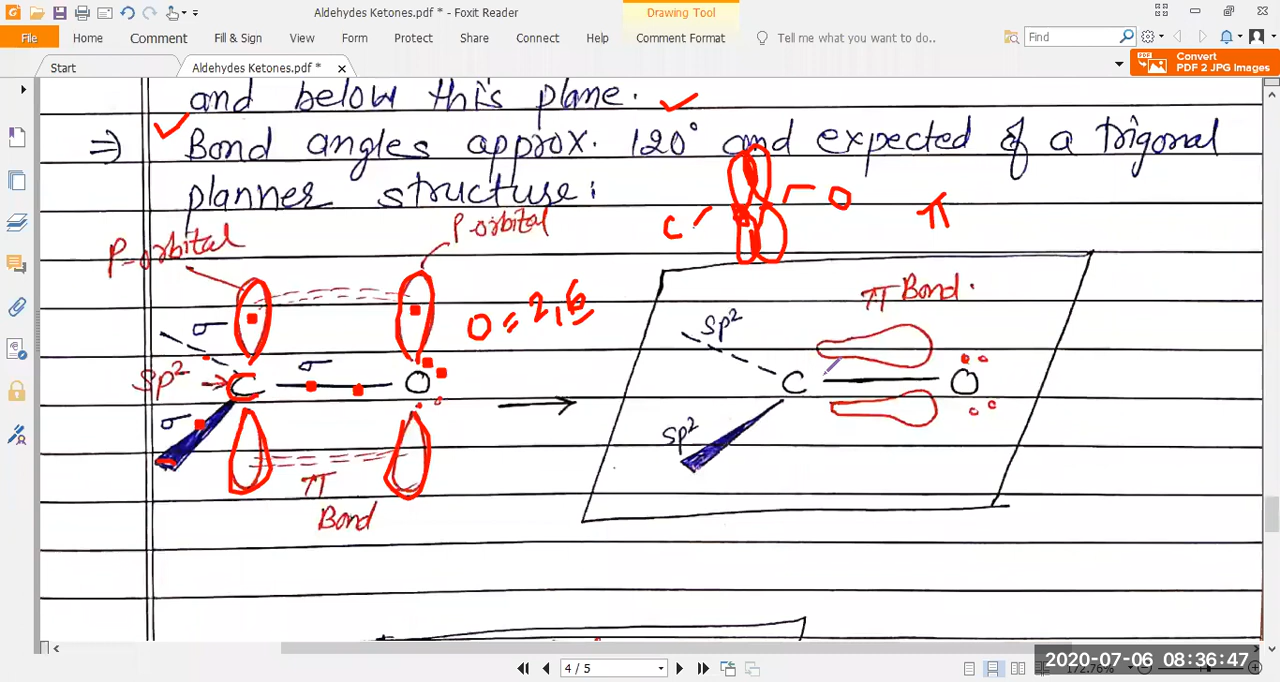 Aldehydes Ketones.pdf * - Foxit Reader
Drawing Tool
File Home Comment Fill & Sign View Form Protect Share Connect Help Comment Format Tell me what you want to do.. Find
Start Aldehydes Ketones.pdf *
Convert
PDF 2 JPG Images
and below this plane.
⇒ Bond angles approx. 120° and expected of a trigonal
planner structure:
C O π
P-orbital P orbital
O = 2,6
π Bond.
σ
Sp²
Sp² C σ O
C O
σ
Sp²
π
Bond
4 / 5
2020-07-06 08:36:47
172.76%